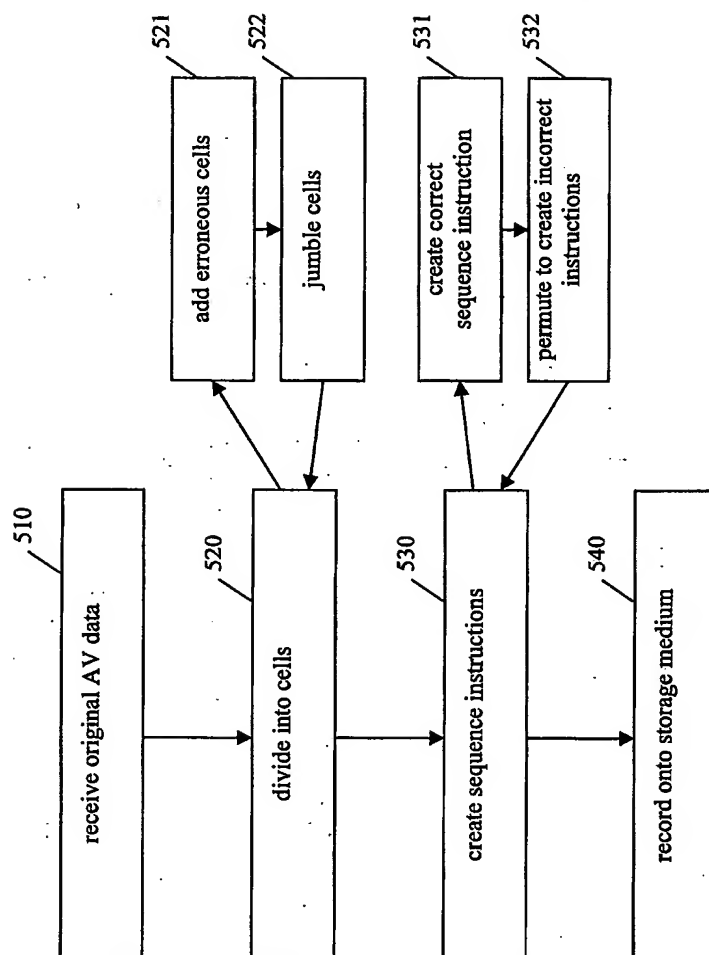 510
receive original AV data
520
divide into cells
521
add erroneous cells
522
jumble cells
530
create sequence instructions
531
create correct
sequence instruction
532
permute to create incorrect
instructions
540
record onto storage medium